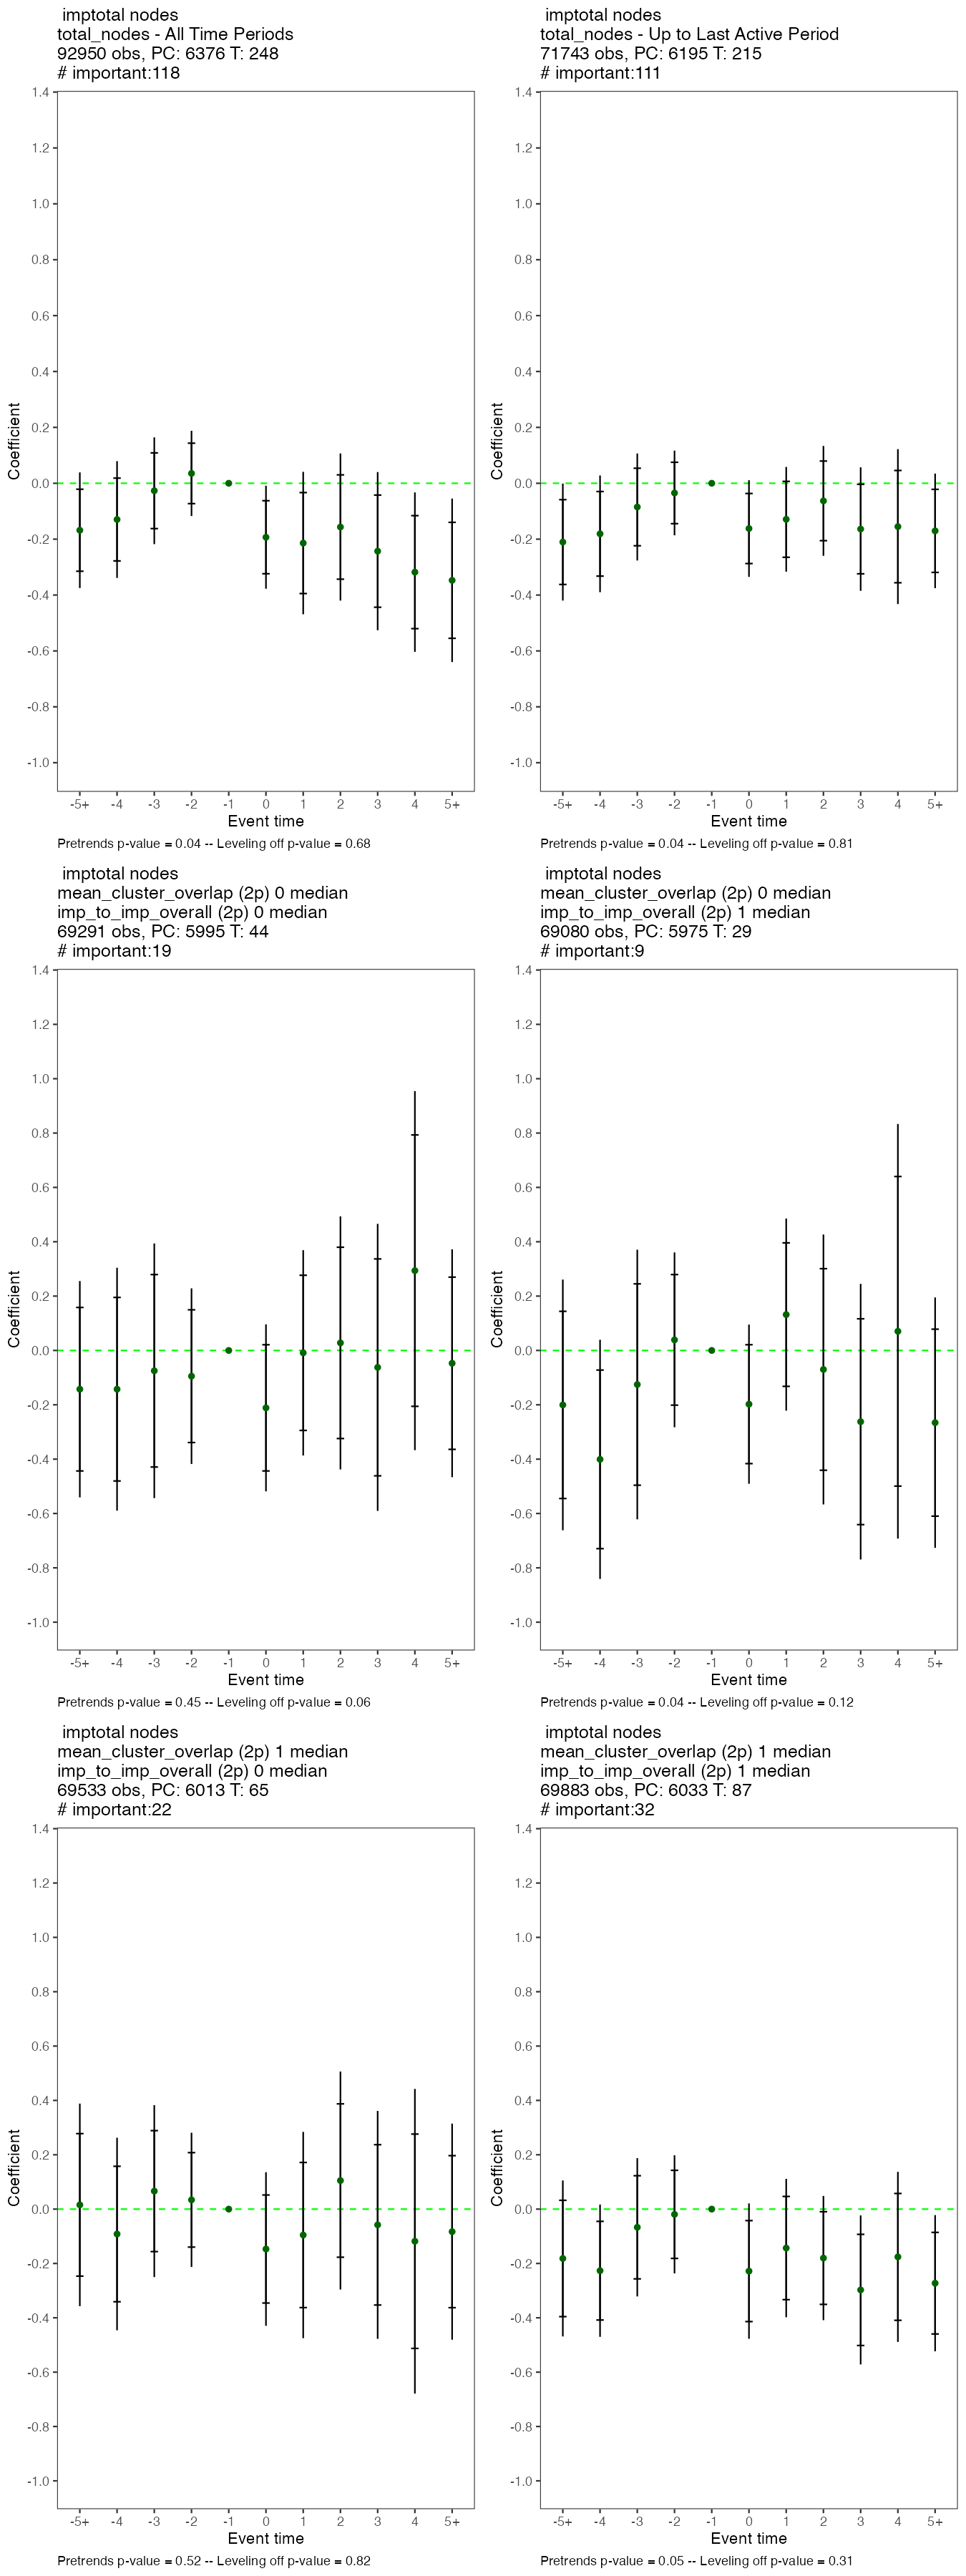 imptotal nodes
total_nodes - All Time Periods
92950 obs, PC: 6376 T: 248
# important:118
1.4
1.2
1.0
0.8
0.6
0.4
0.2
0.0
-0.2
-0.4
-0.6
-0.8
-1.0
Coefficient
-5+ -4 -3 -2 -1 0 1 2 3 4 5+
Event time
Pretrends p-value = 0.04 -- Leveling off p-value = 0.68
imptotal nodes
total_nodes - Up to Last Active Period
71743 obs, PC: 6195 T: 215
# important:111
1.4
1.2
1.0
0.8
0.6
0.4
0.2
0.0
-0.2
-0.4
-0.6
-0.8
-1.0
Coefficient
-5+ -4 -3 -2 -1 0 1 2 3 4 5+
Event time
Pretrends p-value = 0.04 -- Leveling off p-value = 0.81
imptotal nodes
mean_cluster_overlap (2p) 0 median
imp_to_imp_overall (2p) 0 median
69291 obs, PC: 5995 T: 44
# important:19
1.4
1.2
1.0
0.8
0.6
0.4
0.2
0.0
-0.2
-0.4
-0.6
-0.8
-1.0
Coefficient
-5+ -4 -3 -2 -1 0 1 2 3 4 5+
Event time
Pretrends p-value = 0.45 -- Leveling off p-value = 0.06
imptotal nodes
mean_cluster_overlap (2p) 0 median
imp_to_imp_overall (2p) 1 median
69080 obs, PC: 5975 T: 29
# important:9
1.4
1.2
1.0
0.8
0.6
0.4
0.2
0.0
-0.2
-0.4
-0.6
-0.8
-1.0
Coefficient
-5+ -4 -3 -2 -1 0 1 2 3 4 5+
Event time
Pretrends p-value = 0.04 -- Leveling off p-value = 0.12
imptotal nodes
mean_cluster_overlap (2p) 1 median
imp_to_imp_overall (2p) 0 median
69533 obs, PC: 6013 T: 65
# important:22
1.4
1.2
1.0
0.8
0.6
0.4
0.2
0.0
-0.2
-0.4
-0.6
-0.8
-1.0
Coefficient
-5+ -4 -3 -2 -1 0 1 2 3 4 5+
Event time
Pretrends p-value = 0.52 -- Leveling off p-value = 0.82
imptotal nodes
mean_cluster_overlap (2p) 1 median
imp_to_imp_overall (2p) 1 median
69883 obs, PC: 6033 T: 87
# important:32
1.4
1.2
1.0
0.8
0.6
0.4
0.2
0.0
-0.2
-0.4
-0.6
-0.8
-1.0
Coefficient
-5+ -4 -3 -2 -1 0 1 2 3 4 5+
Event time
Pretrends p-value = 0.05 -- Leveling off p-value = 0.31